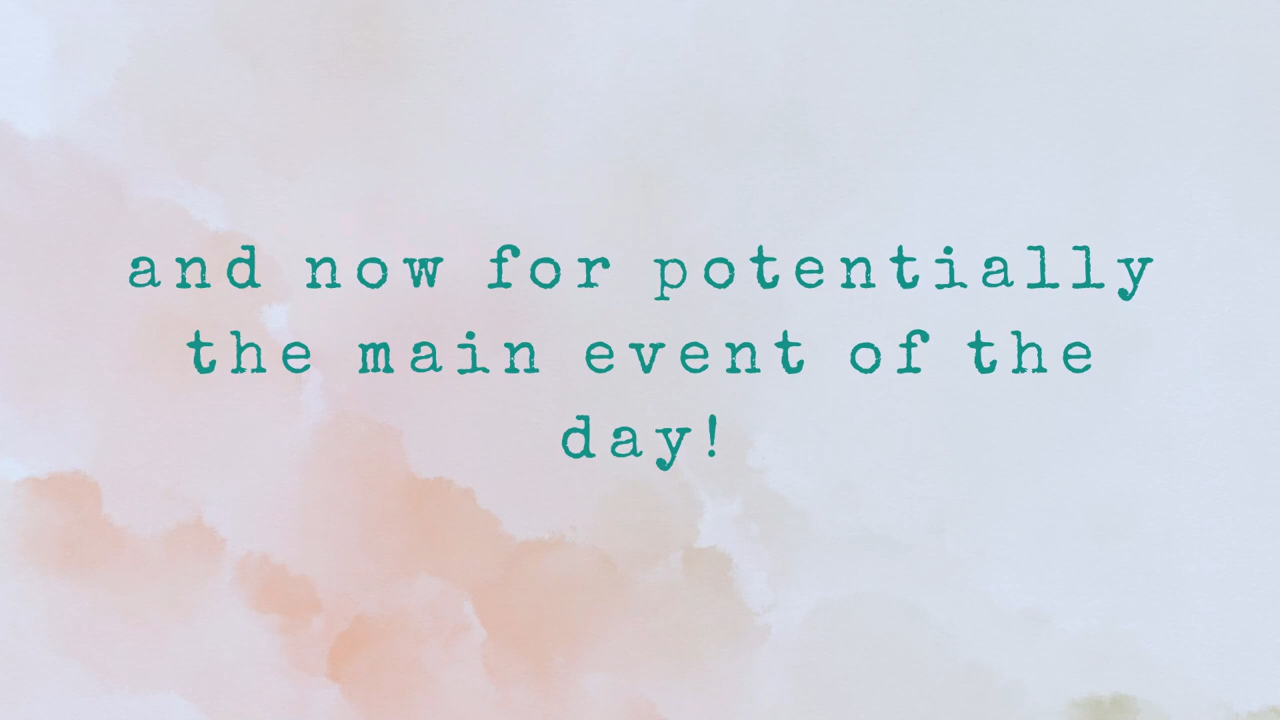 and now for potentially
the main event of the
day!